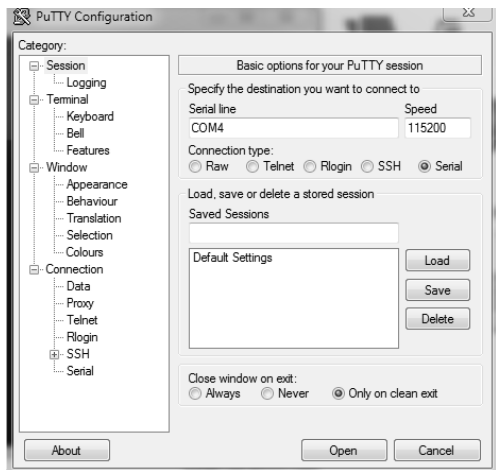 PuTTY Configuration
Category:
Session
Logging
Terminal
Keyboard
Bell
Features
Window
Appearance
Behaviour
Translation
Selection
Colours
Connection
Data
Proxy
Telnet
Rlogin
SSH
Serial
Basic options for your PuTTY session
Specify the destination you want to connect to
Serial line Speed
COM4 115200
Connection type:
Raw Telnet Rlogin SSH Serial
Load, save or delete a stored session
Saved Sessions
Default Settings
Load
Save
Delete
Close window on exit:
Always Never Only on clean exit
About Open Cancel